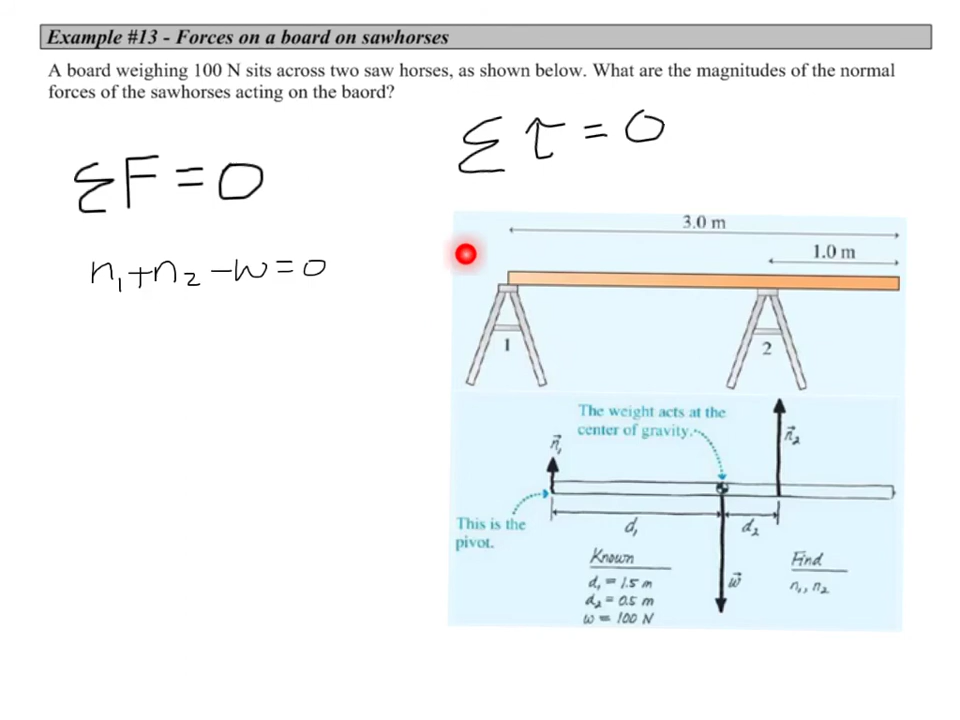 Example #13 - Forces on a board on sawhorses
A board weighing 100 N sits across two saw horses, as shown below. What are the magnitudes of the normal
forces of the sawhorses acting on the baord?
Στ = 0
ΣF = 0
n₁ + n₂ - w = 0
3.0 m
1.0 m
1
2
The weight acts at the
center of gravity.
n⃗₁
n⃗₂
This is the
pivot.
d₁
d₂
w⃗
Known
d₁ = 1.5 m
d₂ = 0.5 m
w = 100 N
Find
n₁, n₂